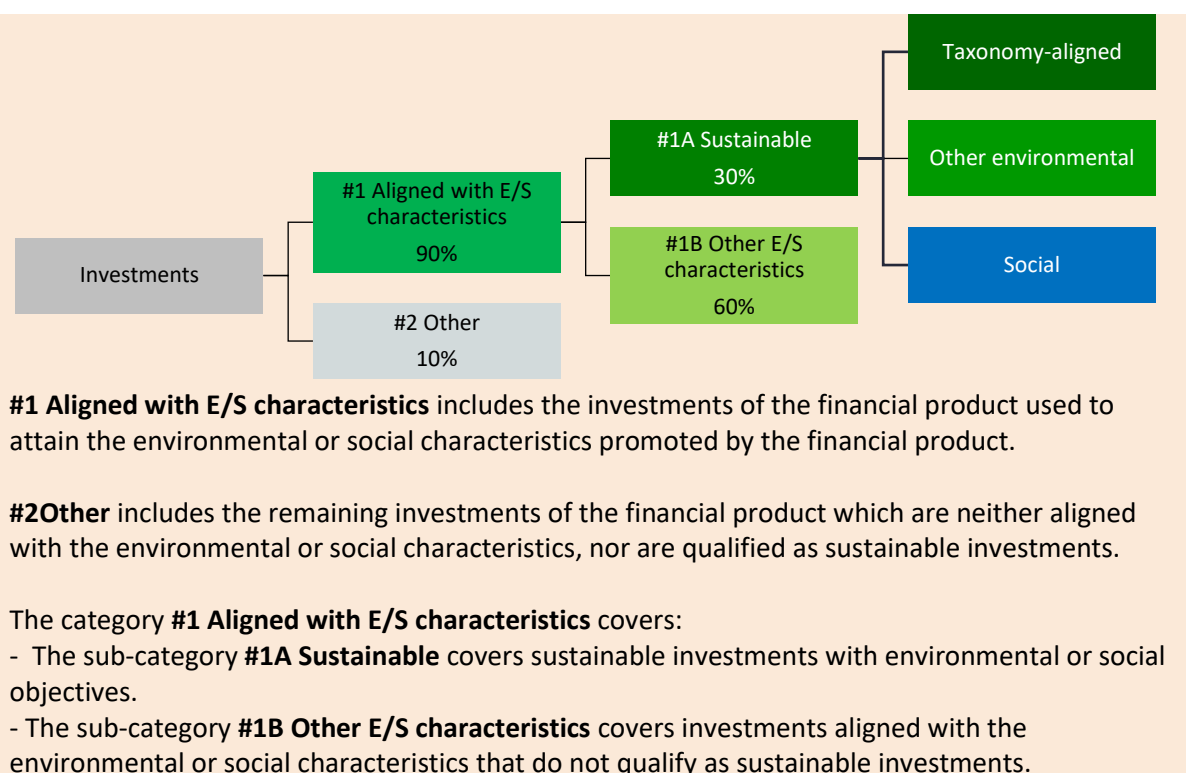 Taxonomy-aligned
#1A Sustainable
30%
Other environmental
#1 Aligned with E/S
characteristics
90%
#1B Other E/S
characteristics
60%
Investments
Social
#2 Other
10%
#1 Aligned with E/S characteristics includes the investments of the financial product used to
attain the environmental or social characteristics promoted by the financial product.
#2Other includes the remaining investments of the financial product which are neither aligned
with the environmental or social characteristics, nor are qualified as sustainable investments.
The category #1 Aligned with E/S characteristics covers:
- The sub-category #1A Sustainable covers sustainable investments with environmental or social
objectives.
- The sub-category #1B Other E/S characteristics covers investments aligned with the
environmental or social characteristics that do not qualify as sustainable investments.